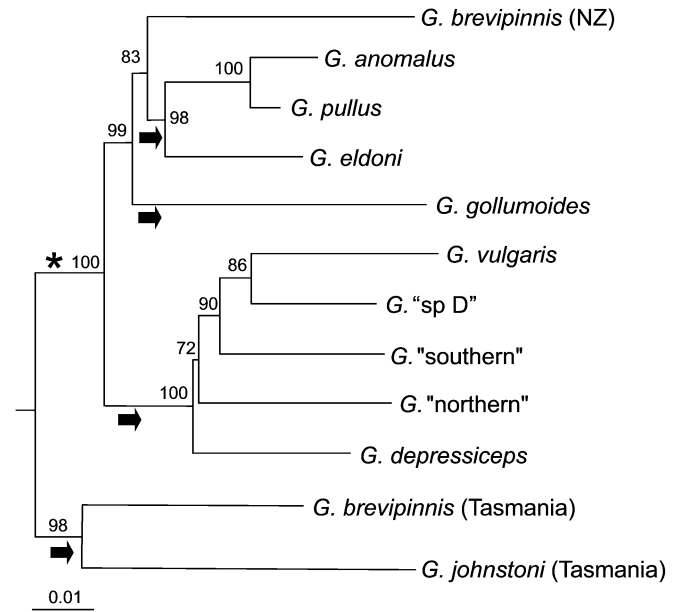 G. brevipinnis (NZ)
83
G. anomalus
100
G. pullus
98
99
G. eldoni
G. gollumoides
* 100
G. vulgaris
86
G. “sp D”
90
G. "southern"
72
G. "northern"
100
G. depressiceps
G. brevipinnis (Tasmania)
98
G. johnstoni (Tasmania)
0.01